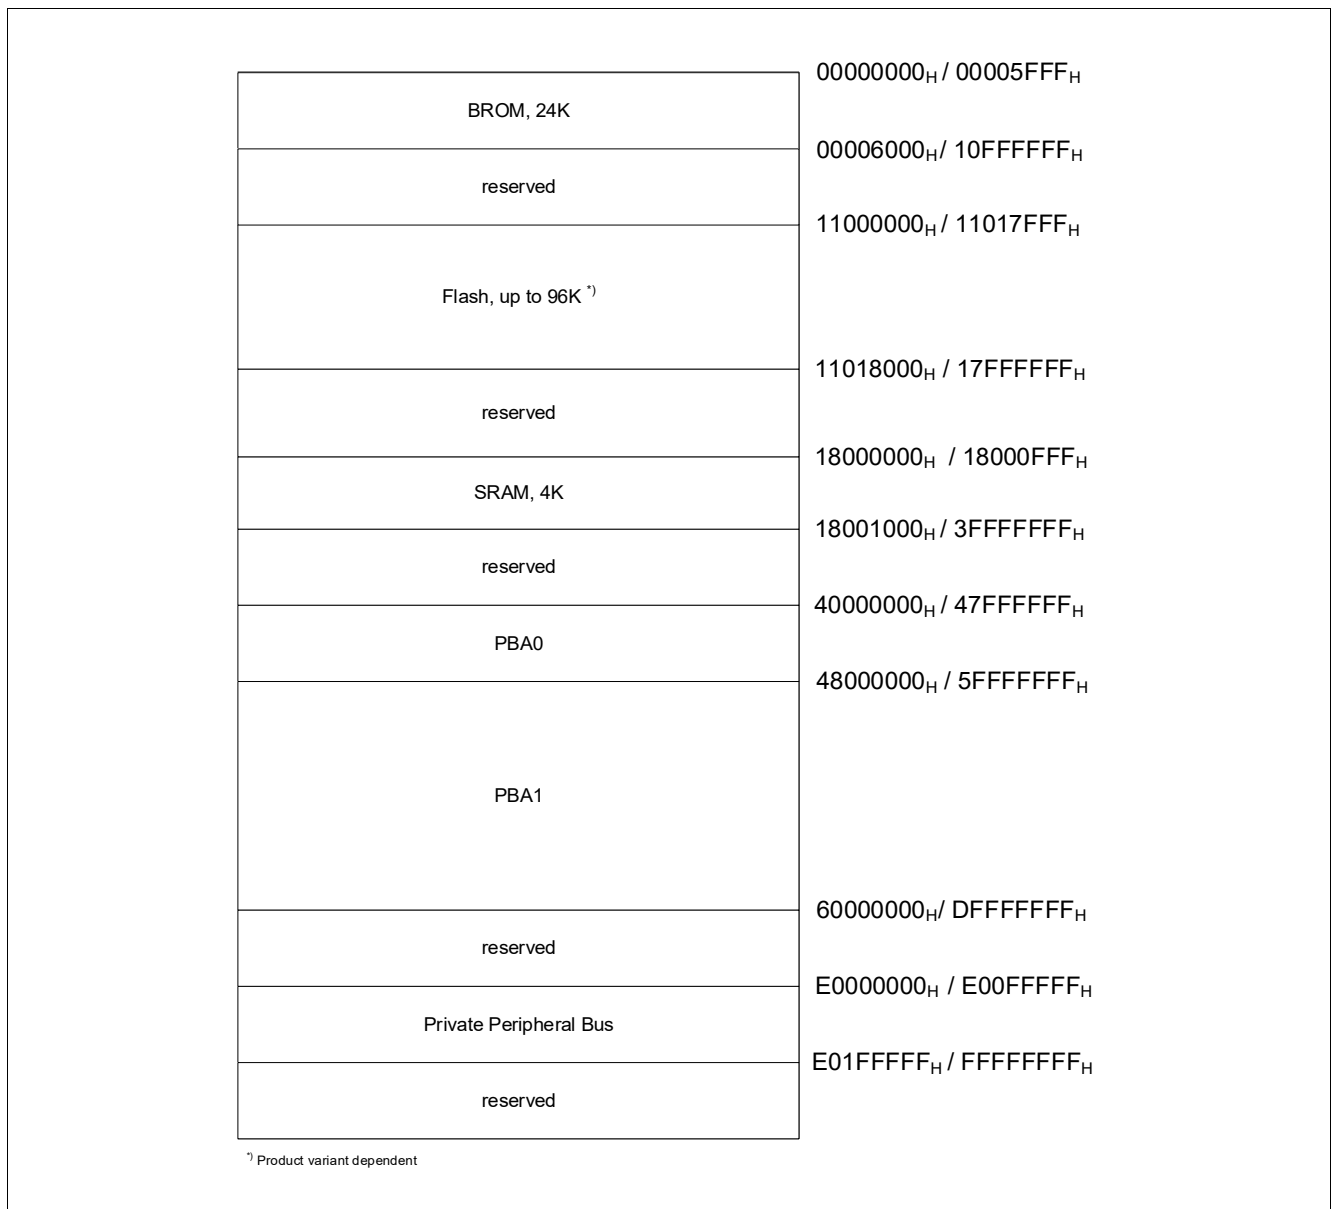 00000000H / 00005FFFH
BROM, 24K
00006000H / 10FFFFFFH
reserved
11000000H / 11017FFFH
Flash, up to 96K *)
11018000H / 17FFFFFFH
reserved
18000000H / 18000FFFH
SRAM, 4K
18001000H / 3FFFFFFFH
reserved
40000000H / 47FFFFFFH
PBA0
48000000H / 5FFFFFFFH
PBA1
60000000H/ DFFFFFFFH
reserved
E0000000H / E00FFFFFH
Private Peripheral Bus
E01FFFFFH / FFFFFFFFH
reserved
*) Product variant dependent